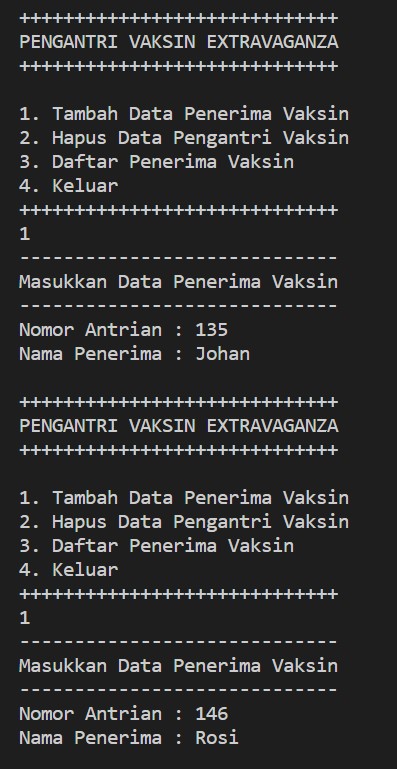 +++++++++++++++++++++++++++++
PENGANTRI VAKSIN EXTRAVAGANZA
+++++++++++++++++++++++++++++
1. Tambah Data Penerima Vaksin
2. Hapus Data Pengantri Vaksin
3. Daftar Penerima Vaksin
4. Keluar
+++++++++++++++++++++++++++++
1
-----------------------------
Masukkan Data Penerima Vaksin
-----------------------------
Nomor Antrian : 135
Nama Penerima : Johan
+++++++++++++++++++++++++++++
PENGANTRI VAKSIN EXTRAVAGANZA
+++++++++++++++++++++++++++++
1. Tambah Data Penerima Vaksin
2. Hapus Data Pengantri Vaksin
3. Daftar Penerima Vaksin
4. Keluar
+++++++++++++++++++++++++++++
1
-----------------------------
Masukkan Data Penerima Vaksin
-----------------------------
Nomor Antrian : 146
Nama Penerima : Rosi